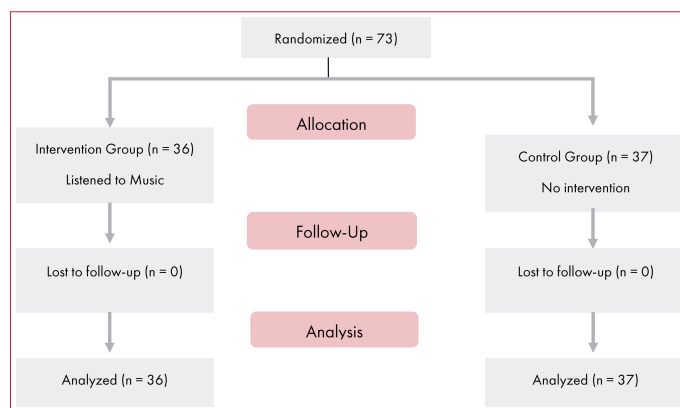 Randomized (n = 73)
Allocation
Intervention Group (n = 36)
Listened to Music
Control Group (n = 37)
No intervention
Follow-Up
Lost to follow-up (n = 0)
Lost to follow-up (n = 0)
Analysis
Analyzed (n = 36)
Analyzed (n = 37)